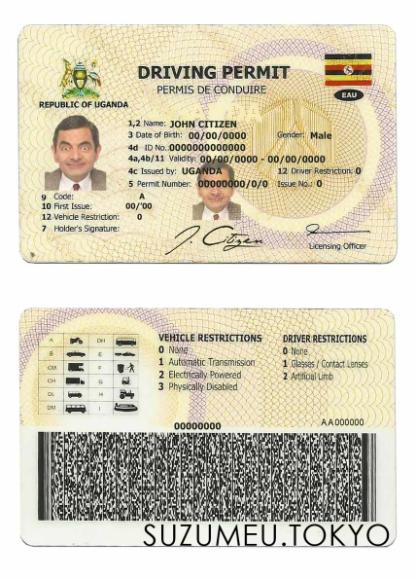 DRIVING PERMIT
PERMIS DE CONDUIRE
REPUBLIC OF UGANDA
EAU
1,2 Name: JOHN CITIZEN
3 Date of Birth: 00/00/0000 Gender: Male
4d ID No. 0000000000000
4a,4b/11 Validity: 00/00/0000 - 00/00/0000
4c Issued by: UGANDA 12 Driver Restriction: 0
5 Permit Number: 00000000/0/0 Issue No.: 0
9 Code: A
10 First Issue: 00/'00
12 Vehicle Restriction: 0
7 Holder's Signature:
J. Citizen
Licensing Officer
A DH
B E
CM F
CH G
DL H
DM I
VEHICLE RESTRICTIONS
0 None
1 Automatic Transmission
2 Electrically Powered
3 Physically Disabled
DRIVER RESTRICTIONS
0 None
1 Glasses / Contact Lenses
2 Artificial Limb
00000000
AA000000
SUZUMEU.TOKYO